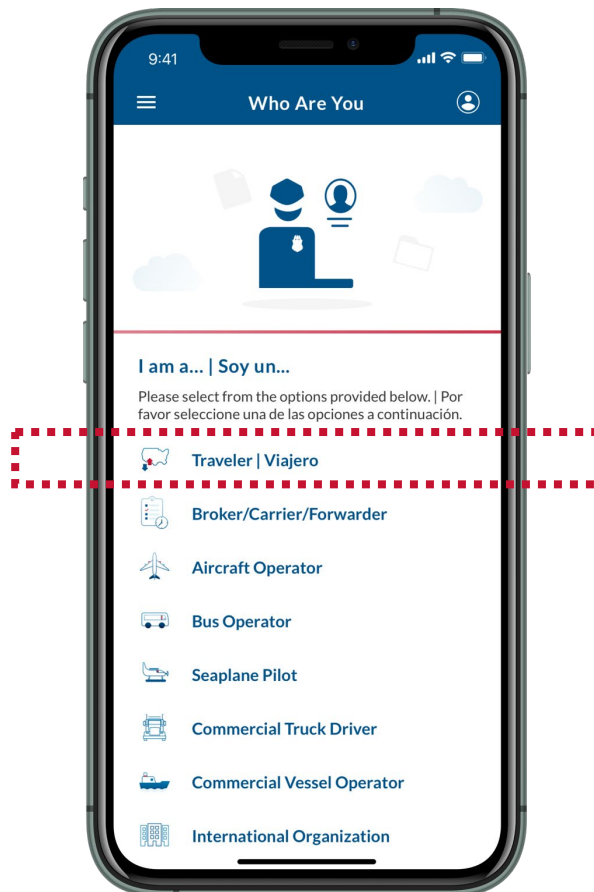 9:41
Who Are You
I am a... | Soy un...
Please select from the options provided below. | Por
favor seleccione una de las opciones a continuación.
Traveler | Viajero
Broker/Carrier/Forwarder
Aircraft Operator
Bus Operator
Seaplane Pilot
Commercial Truck Driver
Commercial Vessel Operator
International Organization